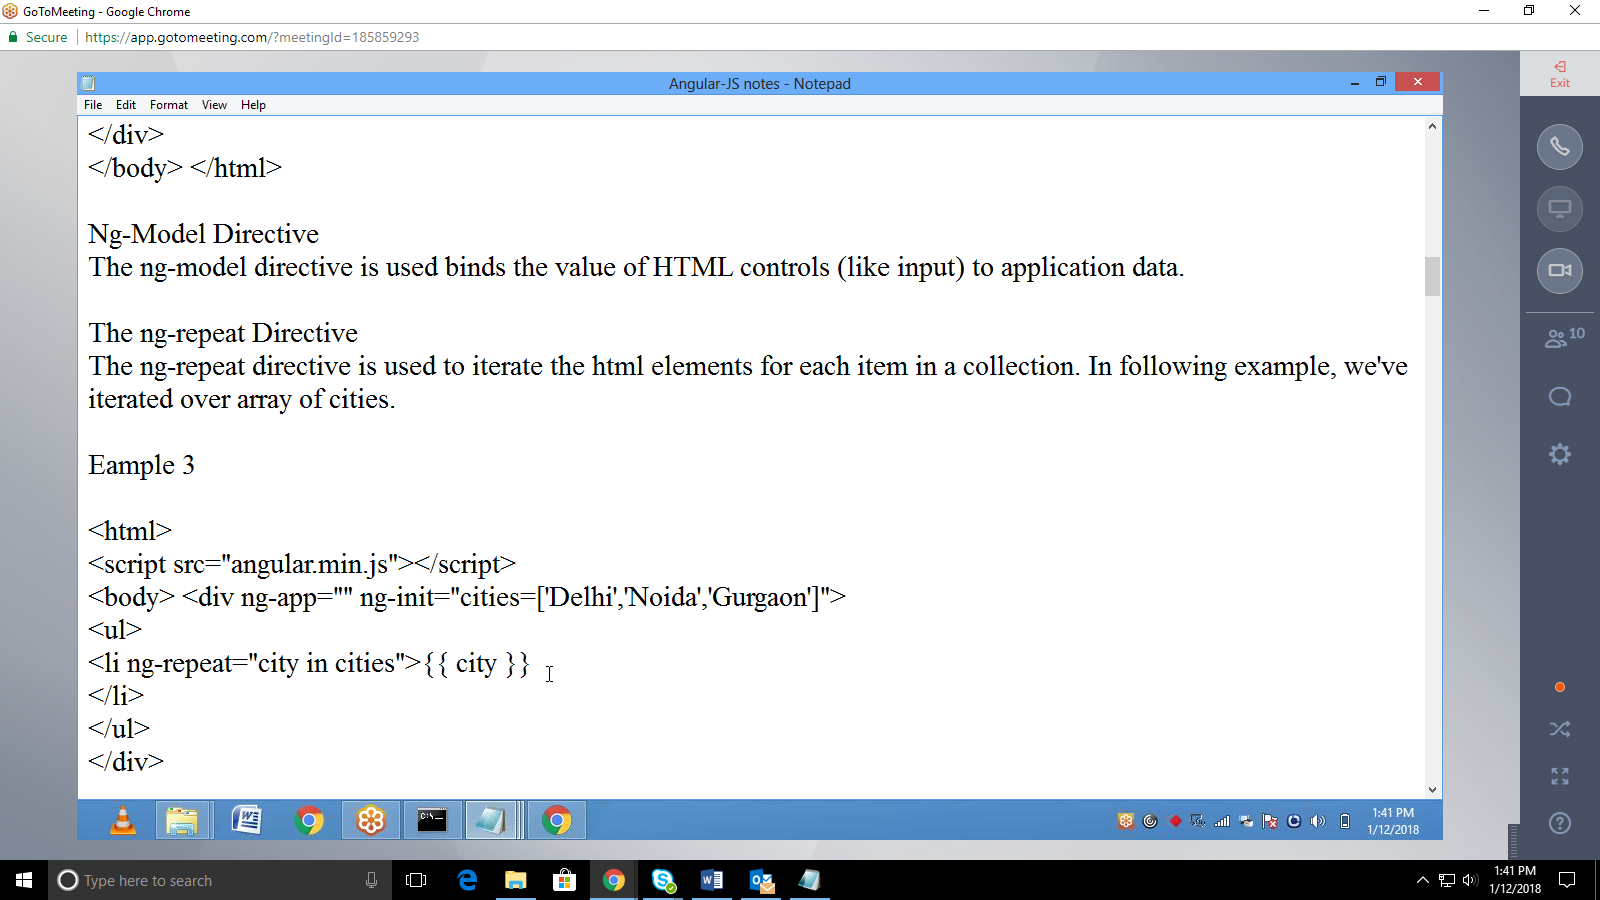 GoToMeeting - Google Chrome
Secure https://app.gotomeeting.com/?meetingId=185859293
Exit
Angular-JS notes - Notepad
File Edit Format View Help
</div>
</body> </html>
Ng-Model Directive
The ng-model directive is used binds the value of HTML controls (like input) to application data.
The ng-repeat Directive
The ng-repeat directive is used to iterate the html elements for each item in a collection. In following example, we've
iterated over array of cities.
Eample 3
<html>
<script src="angular.min.js"></script>
<body> <div ng-app="" ng-init="cities=['Delhi','Noida','Gurgaon']">
<ul>
<li ng-repeat="city in cities">{{ city }}
</li>
</ul>
</div>
10
1:41 PM
1/12/2018
Type here to search
1:41 PM
1/12/2018